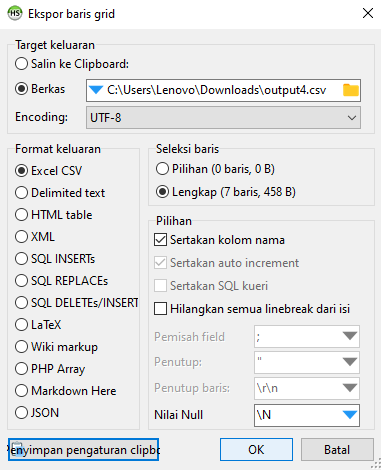 HS Ekspor baris grid
Target keluaran
Salin ke Clipboard:
Berkas C:\Users\Lenovo\Downloads\output4.csv
Encoding: UTF-8
Format keluaran
Excel CSV
Delimited text
HTML table
XML
SQL INSERTs
SQL REPLACEs
SQL DELETEs/INSERT
LaTeX
Wiki markup
PHP Array
Markdown Here
JSON
Seleksi baris
Pilihan (0 baris, 0 B)
Lengkap (7 baris, 458 B)
Pilihan
Sertakan kolom nama
Sertakan auto increment
Sertakan SQL kueri
Hilangkan semua linebreak dari isi
Pemisah field ;
Penutup: "
Penutup baris: \r\n
Nilai Null \N
enyimpan pengaturan clipbo
OK
Batal